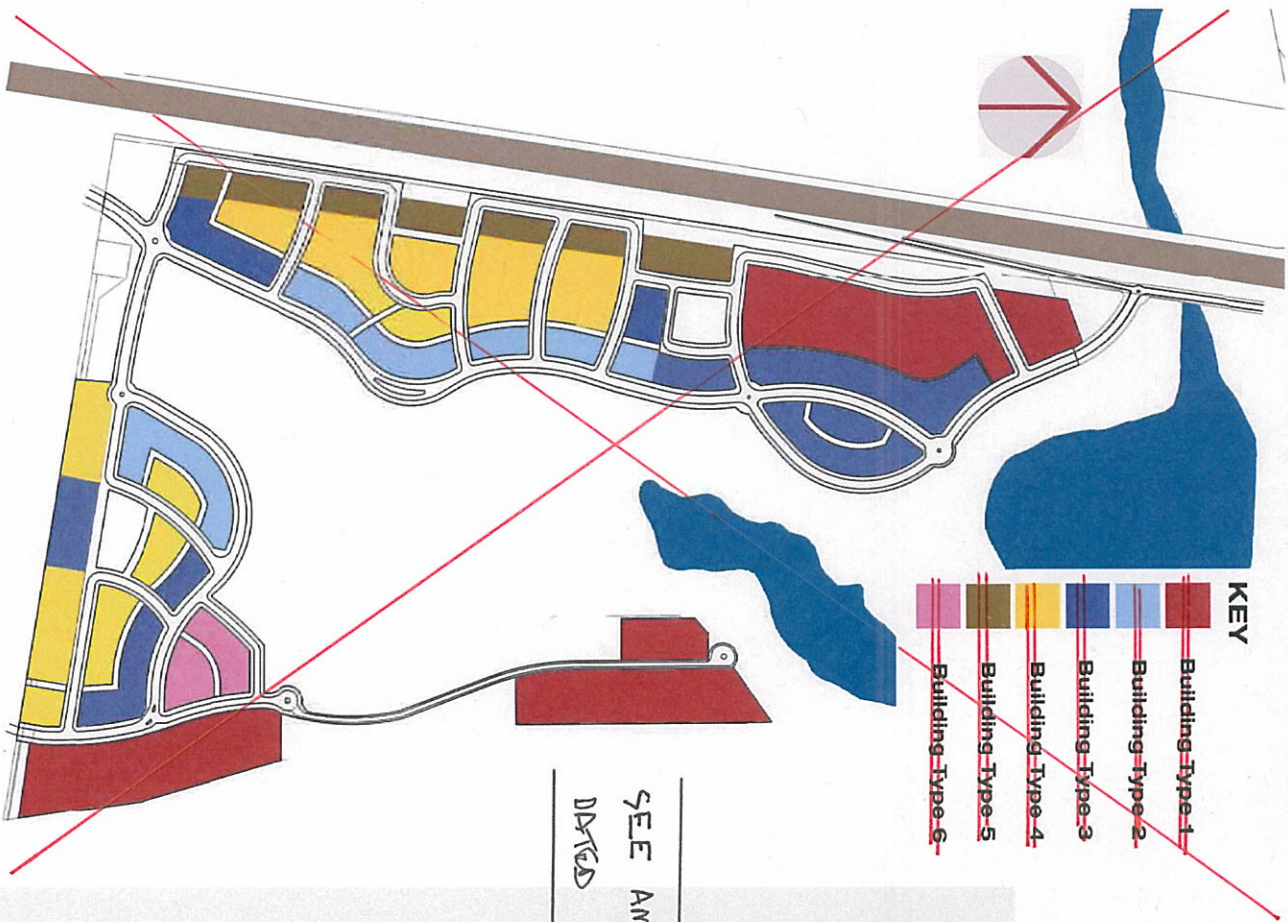 KEY
Building Type 1
Building Type 2
Building Type 3
Building Type 4
Building Type 5
Building Type 6
SEE
DATED